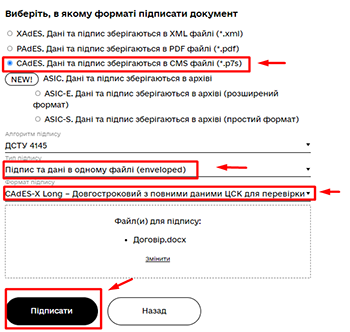 Виберіть, в якому форматі підписати документ
XAdES. Дані та підпис зберігаються в XML файлі (*.xml)
PAdES. Дані та підпис зберігаються в PDF файлі (*.pdf)
CAdES. Дані та підпис зберігаються в CMS файлі (*.p7s)
NEW! ASIC. Дані та підпис зберігаються в архіві
ASIC-E. Дані та підпис зберігаються в архіві (розширений
формат)
ASIC-S. Дані та підпис зберігаються в архіві (простий формат)
Алгоритм підпису
ДСТУ 4145
Тип підпису
Підпис та дані в одному файлі (enveloped)
Формат підпису
CAdES-X Long – Довгостроковий з повними даними ЦСК для перевірки
Файл(и) для підпису:
• Договір.docx
Змінити
Підписати
Назад